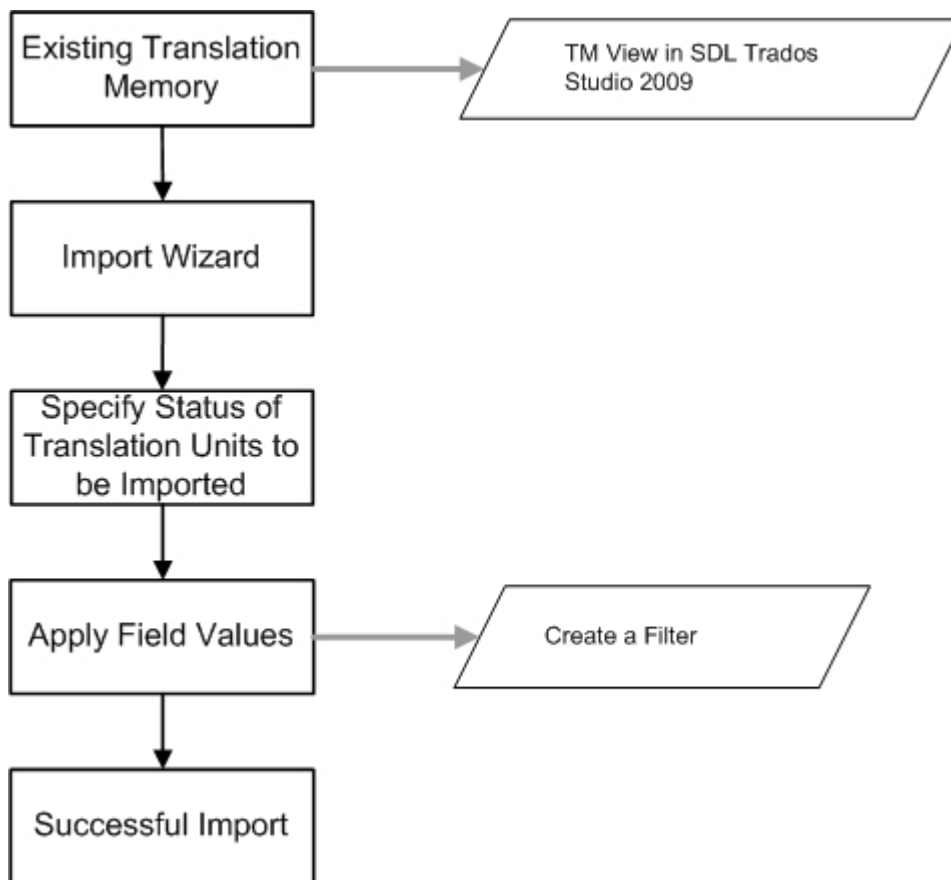 Existing Translation
Memory
TM View in SDL Trados
Studio 2009
Import Wizard
Specify Status of
Translation Units to
be Imported
Apply Field Values
Create a Filter
Successful Import